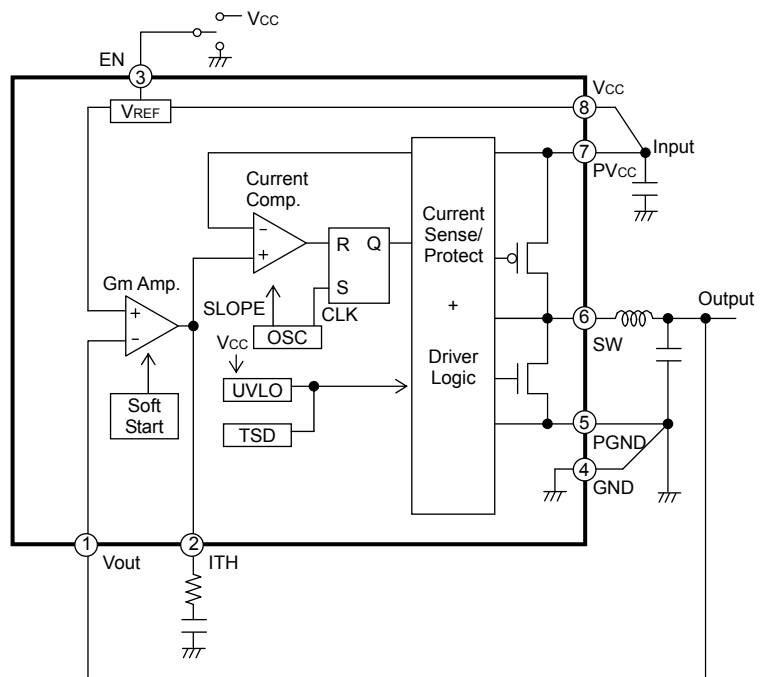 VCC
EN
3
VREF
VCC
8
7
Input
PVCC
Current
Comp.
-
+
R Q
S
Current
Sense/
Protect
+
Driver
Logic
Gm Amp.
+
-
SLOPE
OSC
CLK
VCC
UVLO
TSD
Soft
Start
6
SW
Output
5
PGND
4
GND
1
Vout
2
ITH